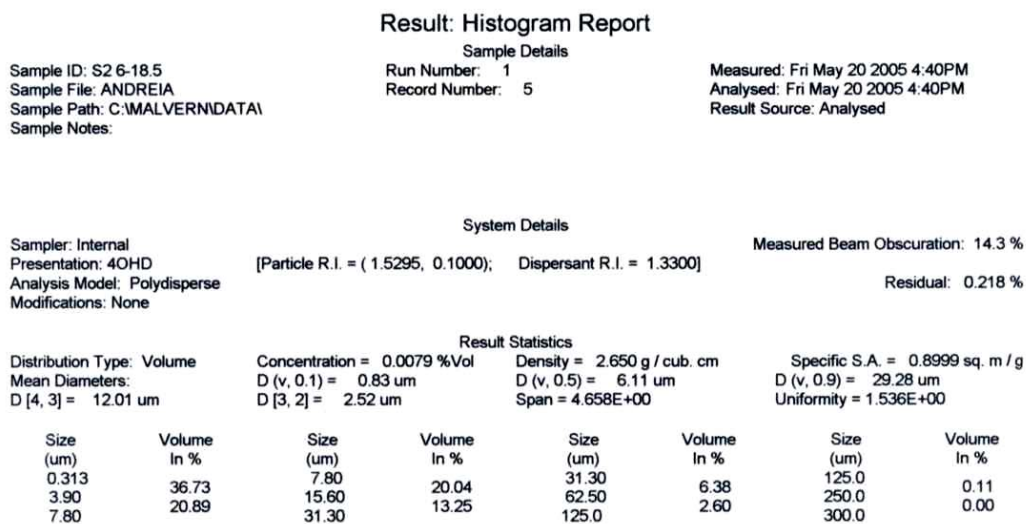 Result: Histogram Report
Sample Details
Sample ID: S2 6-18.5 Run Number: 1 Measured: Fri May 20 2005 4:40PM
Sample File: ANDREIA Record Number: 5 Analysed: Fri May 20 2005 4:40PM
Sample Path: C:\MALVERN\DATA\ Result Source: Analysed
Sample Notes:
System Details
Sampler: Internal Measured Beam Obscuration: 14.3 %
Presentation: 4OHD [Particle R.I. = ( 1.5295, 0.1000); Dispersant R.I. = 1.3300]
Analysis Model: Polydisperse Residual: 0.218 %
Modifications: None
Result Statistics
Distribution Type: Volume Concentration = 0.0079 %Vol Density = 2.650 g / cub. cm Specific S.A. = 0.8999 sq. m / g
Mean Diameters: D (v, 0.1) = 0.83 um D (v, 0.5) = 6.11 um D (v, 0.9) = 29.28 um
D [4, 3] = 12.01 um D [3, 2] = 2.52 um Span = 4.658E+00 Uniformity = 1.536E+00
Size Volume Size Volume Size Volume Size Volume
(um) In % (um) In % (um) In % (um) In %
0.313 7.80 31.30 125.0
36.73 20.04 6.38 0.11
3.90 15.60 62.50 250.0
20.89 13.25 2.60 0.00
7.80 31.30 125.0 300.0